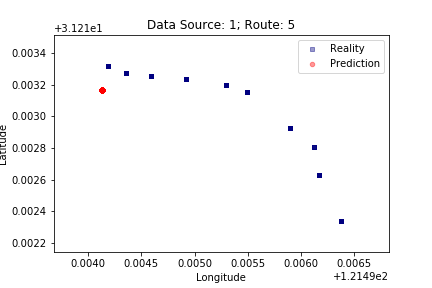 Data Source: 1; Route: 5
+3.121e1
0.0034
0.0032
0.0030
0.0028
0.0026
0.0024
0.0022
Latitude
Reality
Prediction
0.0040 0.0045 0.0050 0.0055 0.0060 0.0065
Longitude
+1.2149e2